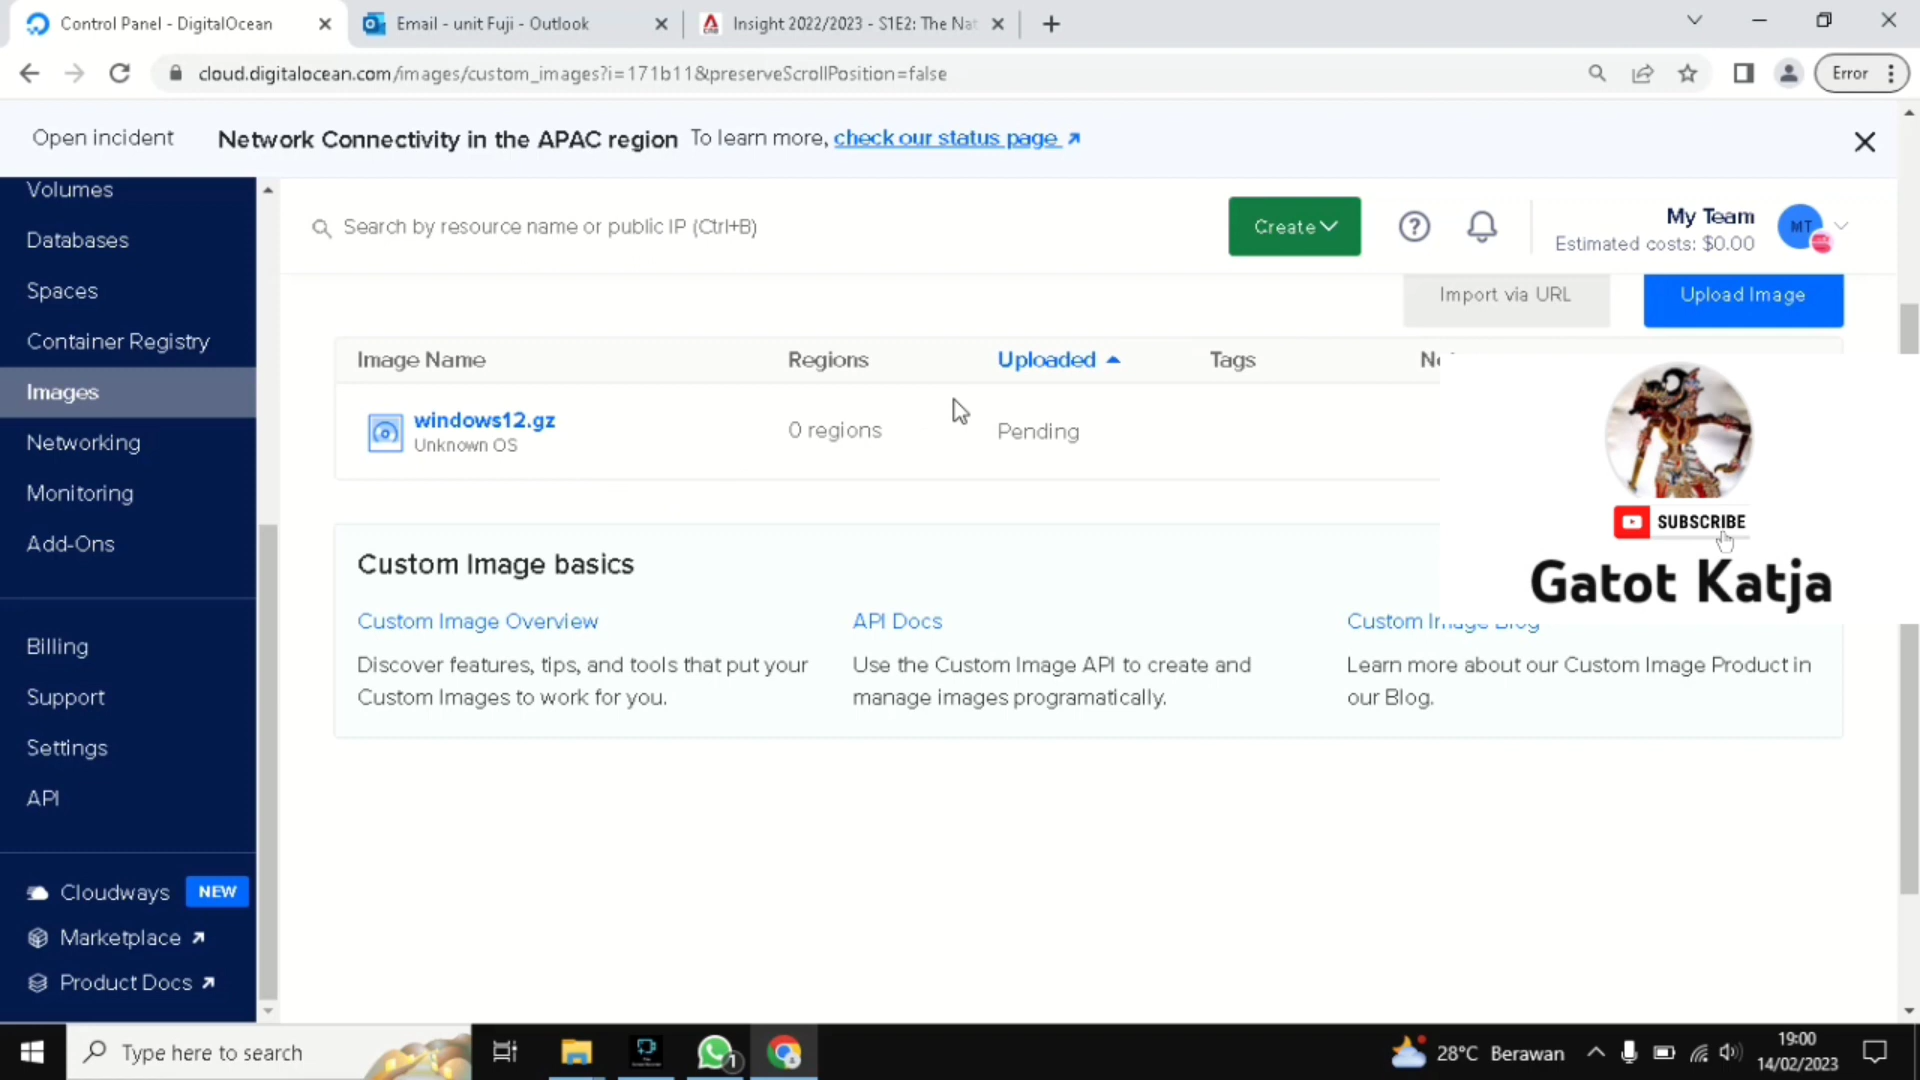 Control Panel - DigitalOcean
Email - unit Fuji - Outlook
Insight 2022/2023 - S1E2: The Nat
cloud.digitalocean.com/images/custom_images?i=171b11&preserveScrollPosition=false
Error
Open incident
Network Connectivity in the APAC region To learn more, check our status page
Volumes
Databases
Spaces
Container Registry
Images
Networking
Monitoring
Add-Ons
Billing
Support
Settings
API
Cloudways NEW
Marketplace
Product Docs
Search by resource name or public IP (Ctrl+B)
Create
My Team
Estimated costs: $0.00
MT
Import via URL
Upload Image
Image Name
Regions
Uploaded
Tags
windows12.gz
Unknown OS
0 regions
Pending
SUBSCRIBE
Gatot Katja
Custom Image basics
Custom Image Overview
Discover features, tips, and tools that put your
Custom Images to work for you.
API Docs
Use the Custom Image API to create and
manage images programatically.
Custom Image Blog
Learn more about our Custom Image Product in
our Blog.
Type here to search
1
28°C Berawan
19:00
14/02/2023